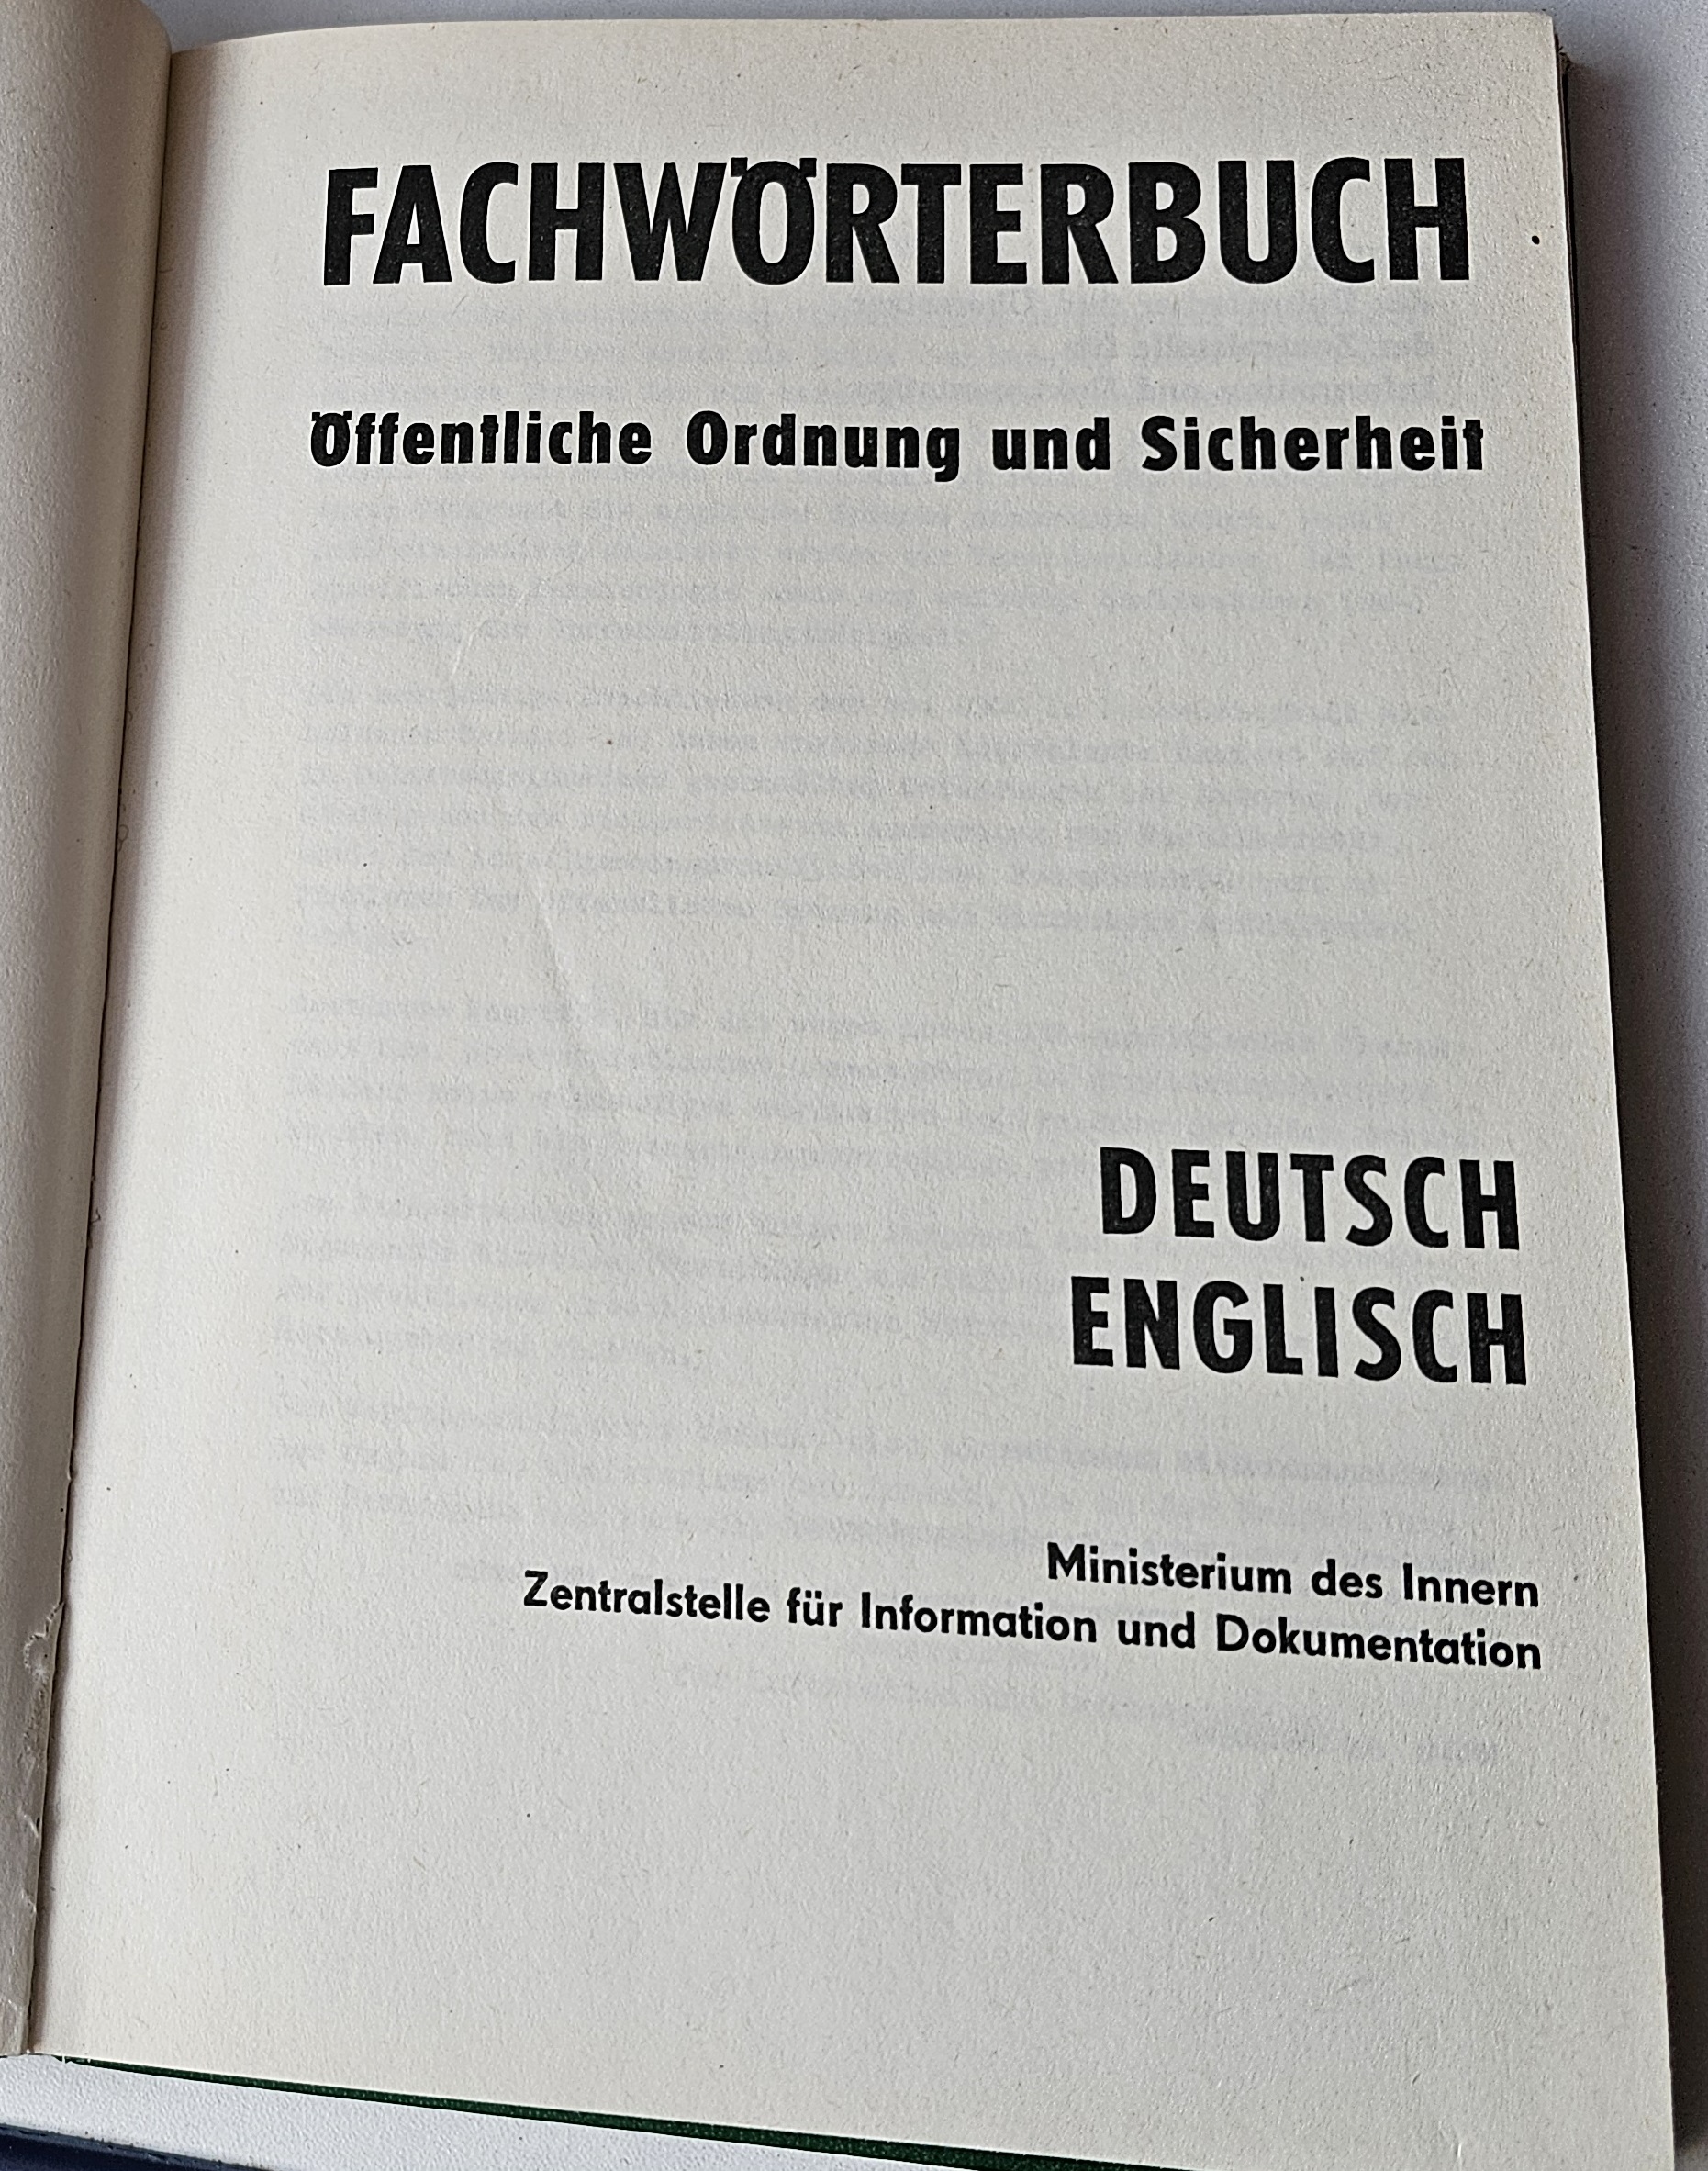 FACHWÖRTERBUCH
Öffentliche Ordnung und Sicherheit
DEUTSCH
ENGLISCH
Ministerium des Innern
Zentralstelle für Information und Dokumentation